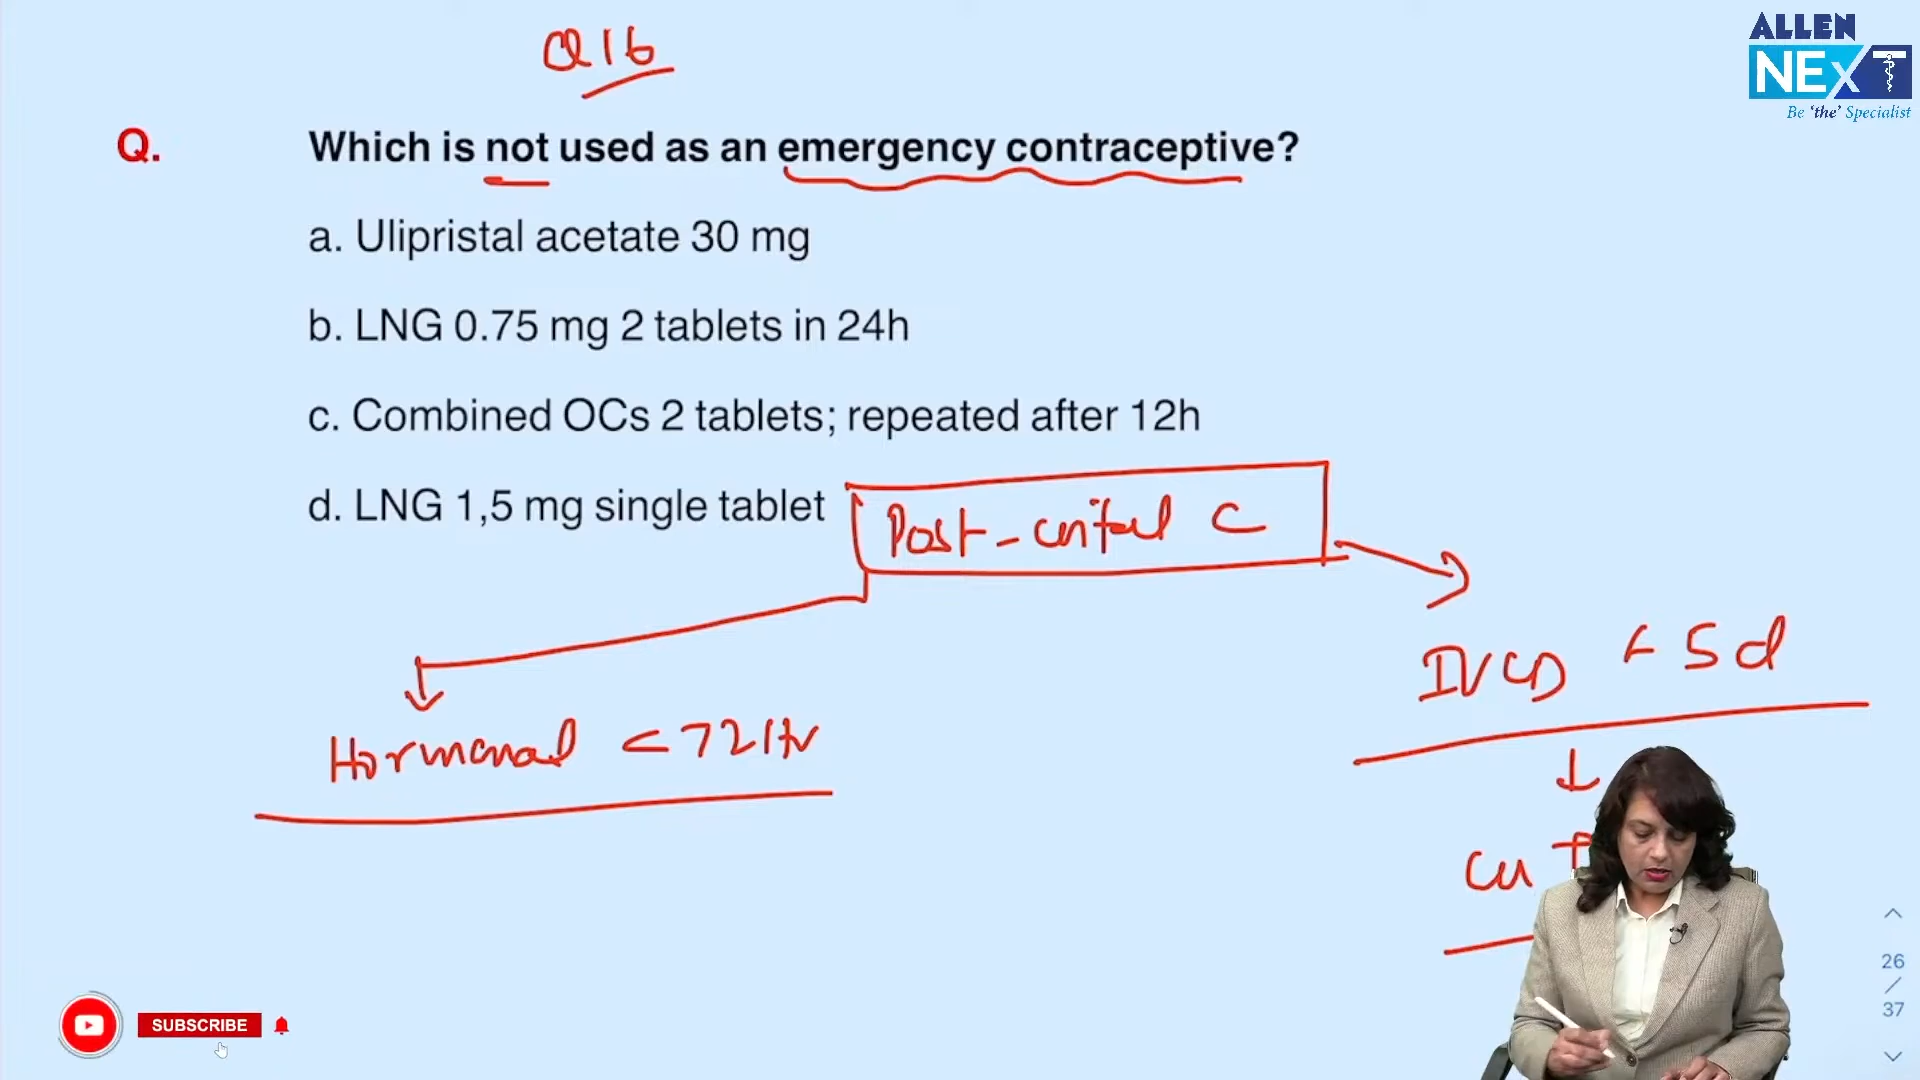 Q16
ALLEN
NEXT
Be 'the' Specialist
Q. Which is not used as an emergency contraceptive?
a. Ulipristal acetate 30 mg
b. LNG 0.75 mg 2 tablets in 24h
c. Combined OCs 2 tablets; repeated after 12h
d. LNG 1,5 mg single tablet
Post-coital C
Hormonal < 72 Hr
IUCD < 5 d
Cu T
26
/
37
SUBSCRIBE